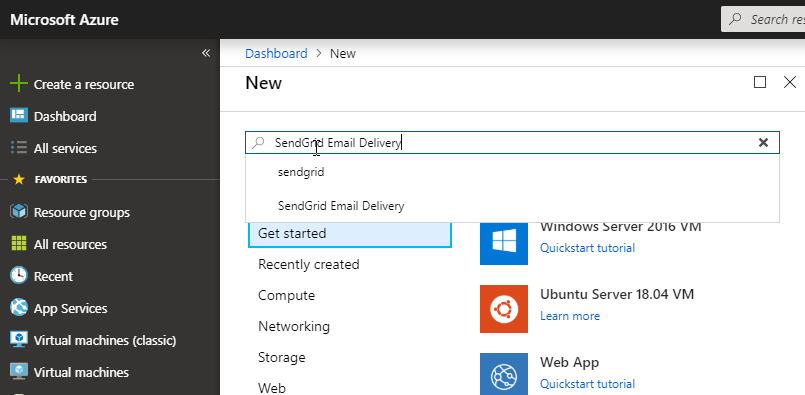 Microsoft Azure
Search res
«
Dashboard > New
Create a resource
New
Dashboard
SendGrid Email Delivery
All services
sendgrid
FAVORITES
SendGrid Email Delivery
Resource groups
Get started
Windows Server 2016 VM
Quickstart tutorial
All resources
Recently created
Recent
Compute
Ubuntu Server 18.04 VM
Learn more
App Services
Networking
Virtual machines (classic)
Storage
Web App
Virtual machines
Web
Quickstart tutorial